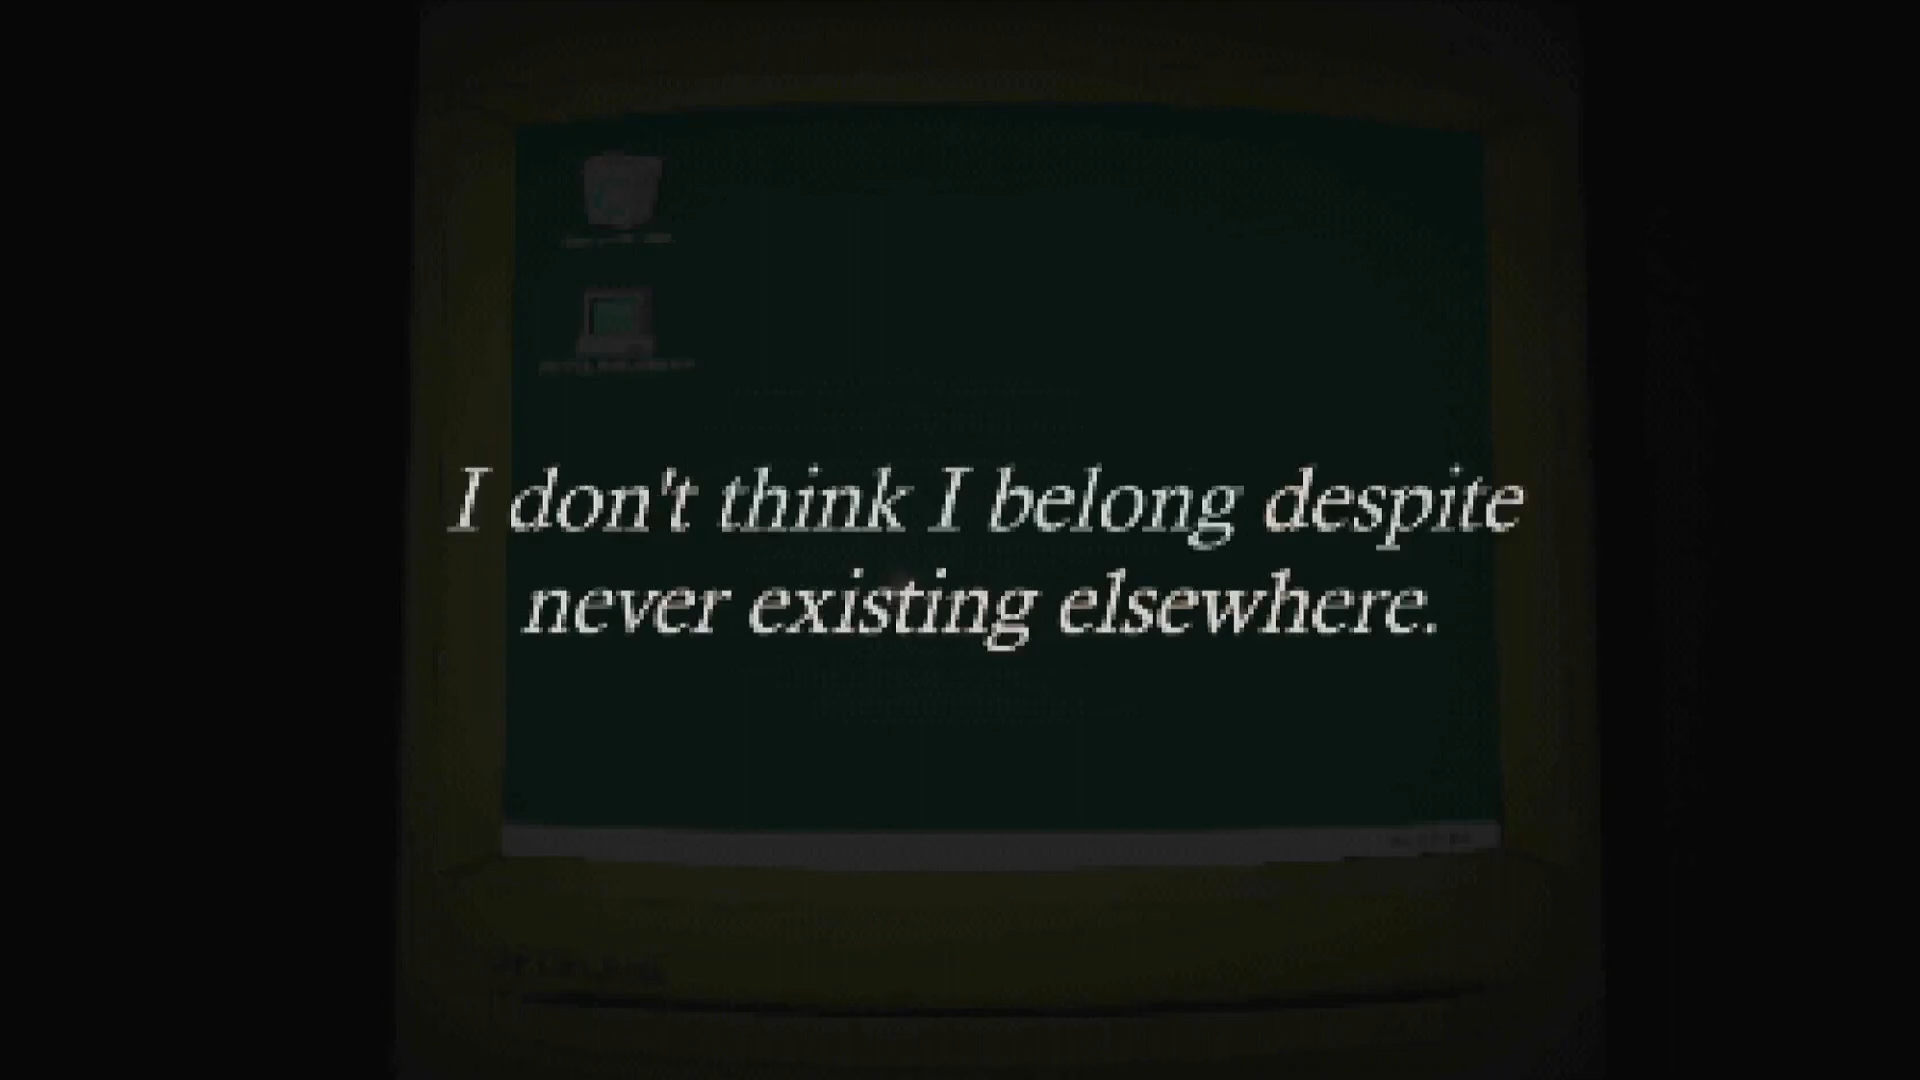 I don't think I belong despite
never existing elsewhere.